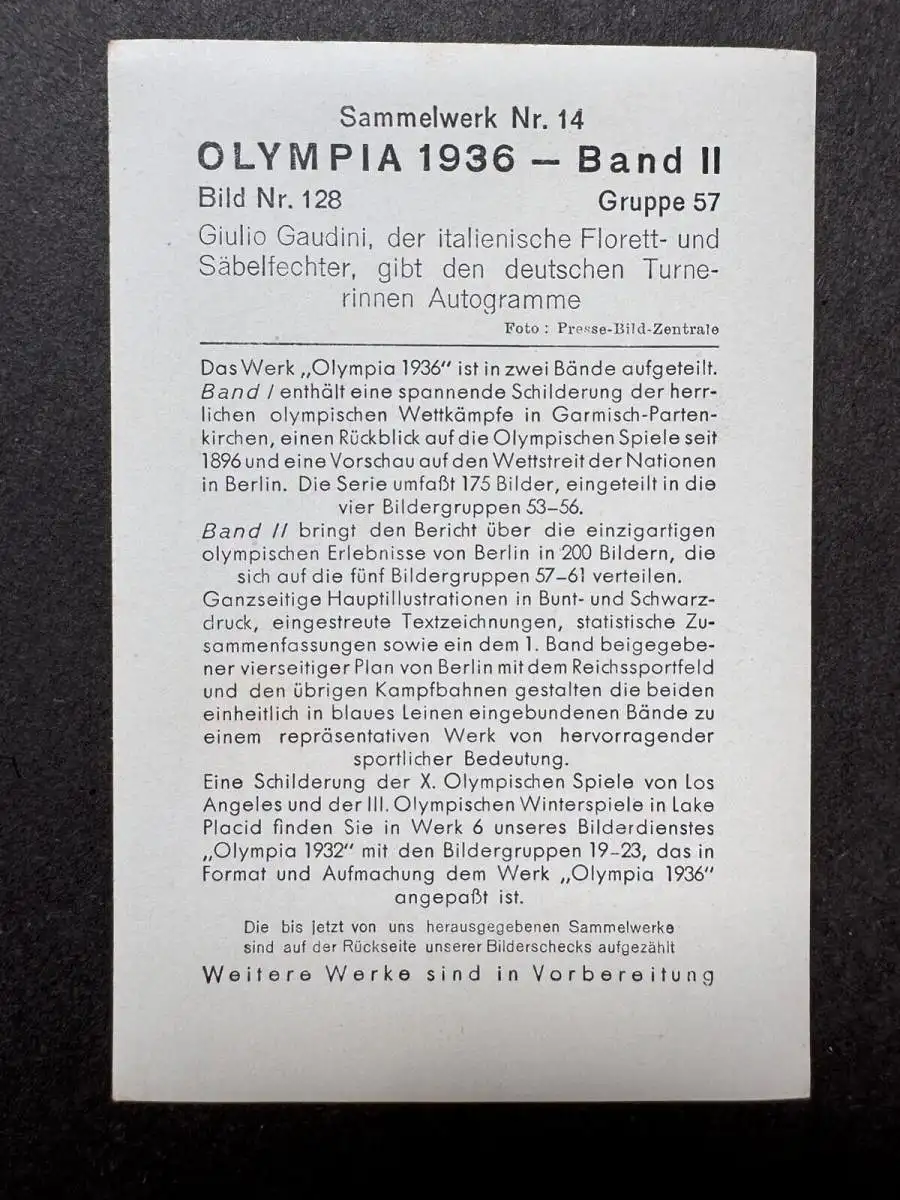 Sammelwerk Nr. 14
OLYMPIA 1936 – Band II
Bild Nr. 128 Gruppe 57
Giulio Gaudini, der italienische Florett- und
Säbelfechter, gibt den deutschen Turne-
rinnen Autogramme
Foto: Presse-Bild-Zentrale
Das Werk „Olympia 1936“ ist in zwei Bände aufgeteilt.
Band I enthält eine spannende Schilderung der herr-
lichen olympischen Wettkämpfe in Garmisch-Parten-
kirchen, einen Rückblick auf die Olympischen Spiele seit
1896 und eine Vorschau auf den Wettstreit der Nationen
in Berlin. Die Serie umfaßt 175 Bilder, eingeteilt in die
vier Bildergruppen 53–56.
Band II bringt den Bericht über die einzigartigen
olympischen Erlebnisse von Berlin in 200 Bildern, die
sich auf die fünf Bildergruppen 57–61 verteilen.
Ganzseitige Hauptillustrationen in Bunt- und Schwarz-
druck, eingestreute Textzeichnungen, statistische Zu-
sammenfassungen sowie ein dem 1. Band beigegebe-
ner vierseitiger Plan von Berlin mit dem Reichssportfeld
und den übrigen Kampfbahnen gestalten die beiden
einheitlich in blaues Leinen eingebundenen Bände zu
einem repräsentativen Werk von hervorragender
sportlicher Bedeutung.
Eine Schilderung der X. Olympischen Spiele von Los
Angeles und der III. Olympischen Winterspiele in Lake
Placid finden Sie in Werk 6 unseres Bilderdienstes
„Olympia 1932“ mit den Bildergruppen 19–23, das in
Format und Aufmachung dem Werk „Olympia 1936“
angepaßt ist.
Die bis jetzt von uns herausgegebenen Sammelwerke
sind auf der Rückseite unserer Bilderschecks aufgezählt
Weitere Werke sind in Vorbereitung